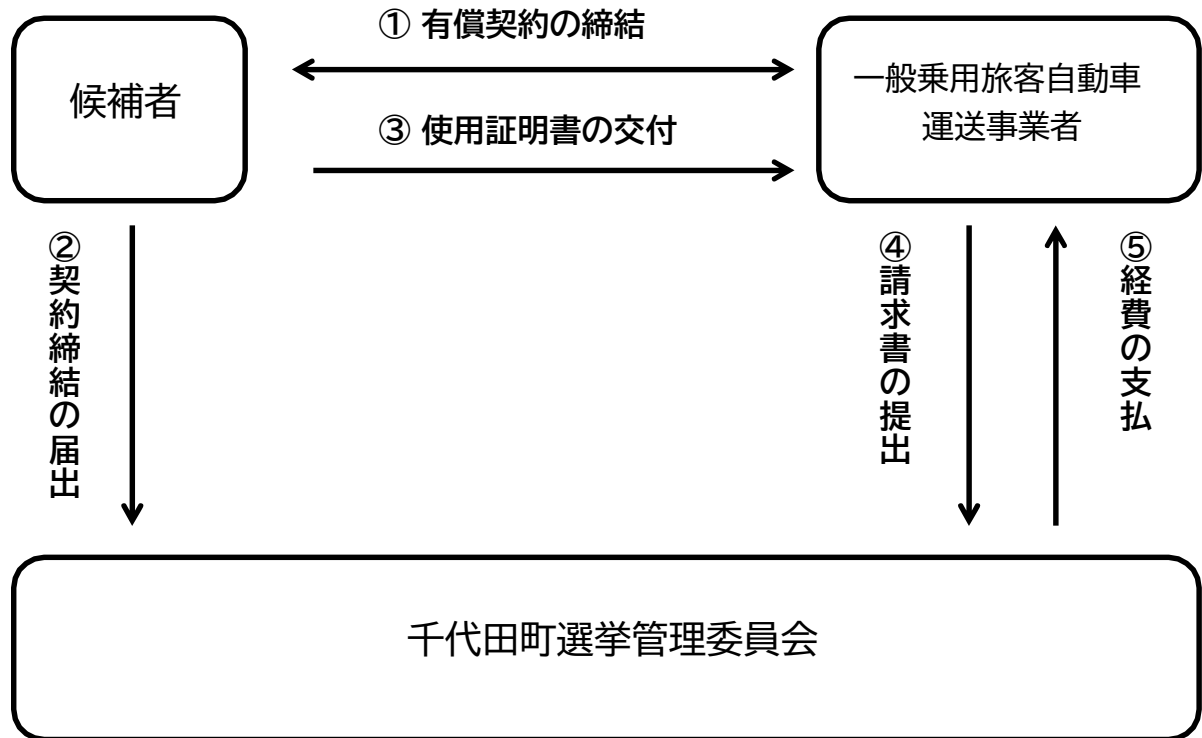 ① 有償契約の締結
候補者
一般乗用旅客自動車
運送事業者
③ 使用証明書の交付
②契約締結の届出
④請求書の提出
⑤経費の支払
千代田町選挙管理委員会